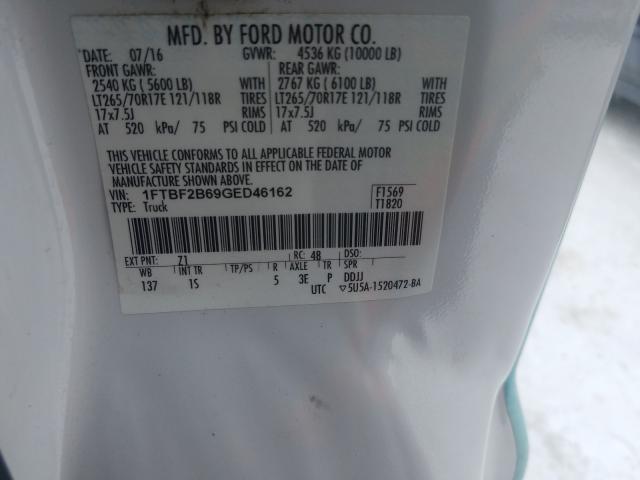 MFD. BY FORD MOTOR CO.
DATE: 07/16 GVWR: 4536 KG (10000 LB)
FRONT GAWR: REAR GAWR:
2540 KG ( 5600 LB) WITH 2767 KG ( 6100 LB) WITH
LT265/70R17E 121/118R TIRES LT265/70R17E 121/118R TIRES
17x7.5J RIMS 17x7.5J RIMS
AT 520 kPa/ 75 PSI COLD AT 520 kPa/ 75 PSI COLD
THIS VEHICLE CONFORMS TO ALL APPLICABLE FEDERAL MOTOR
VEHICLE SAFETY STANDARDS IN EFFECT ON THE DATE OF
MANUFACTURE SHOWN ABOVE.
VIN: 1FTBF2B69GED46162 F1569
TYPE: Truck T1820
EXT PNT: Z1 RC: 48 DSO:
WB INT TR TP/PS R AXLE TR SPR
137 1S 5 3E P DDJJ
UTC ▽5U5A-1520472-BA